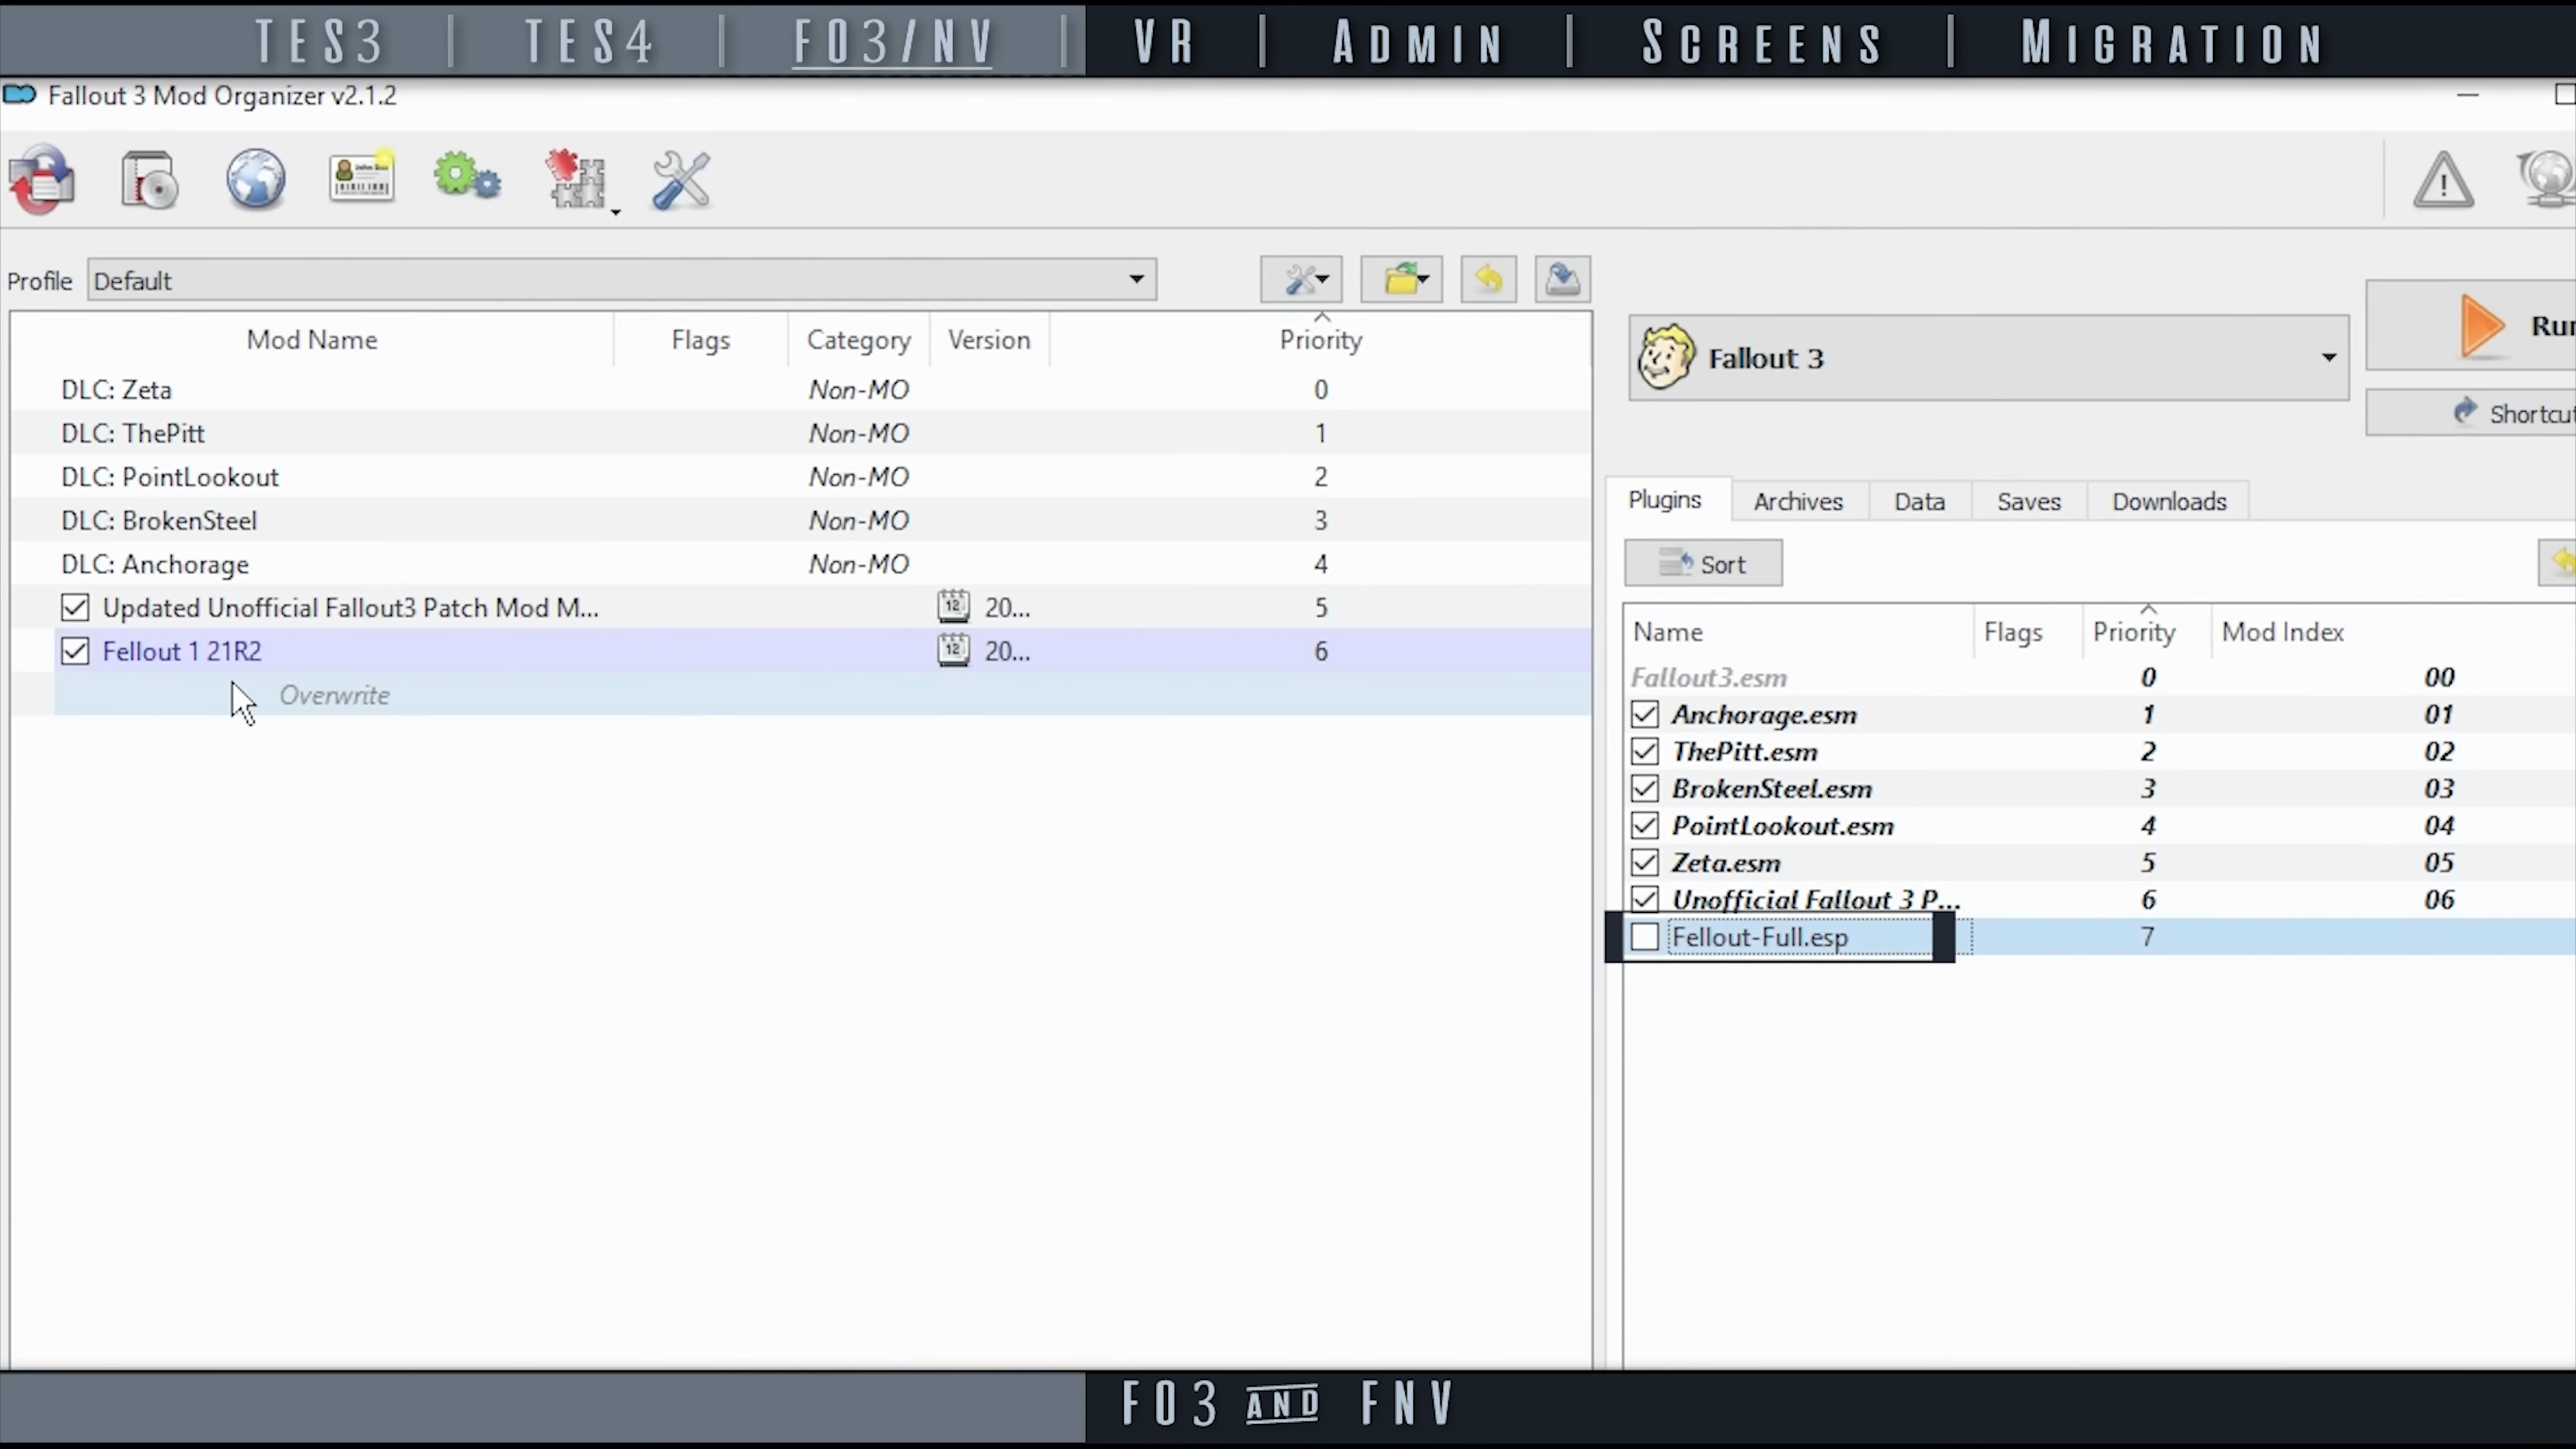 TES3 | TES4 | FO3/NV | VR | ADMIN | SCREENS | MIGRATION
Fallout 3 Mod Organizer v2.1.2
Profile Default
Mod Name Flags Category Version Priority
DLC: Zeta Non-MO 0
DLC: ThePitt Non-MO 1
DLC: PointLookout Non-MO 2
DLC: BrokenSteel Non-MO 3
DLC: Anchorage Non-MO 4
Updated Unofficial Fallout3 Patch Mod M... 20... 5
Fellout 1 21R2 20... 6
Overwrite
Fallout 3
Run
Shortcut
Plugins Archives Data Saves Downloads
Sort
Name Flags Priority Mod Index
Fallout3.esm 0 00
Anchorage.esm 1 01
ThePitt.esm 2 02
BrokenSteel.esm 3 03
PointLookout.esm 4 04
Zeta.esm 5 05
Unofficial Fallout 3 P... 6 06
Fellout-Full.esp 7
FO3 AND FNV